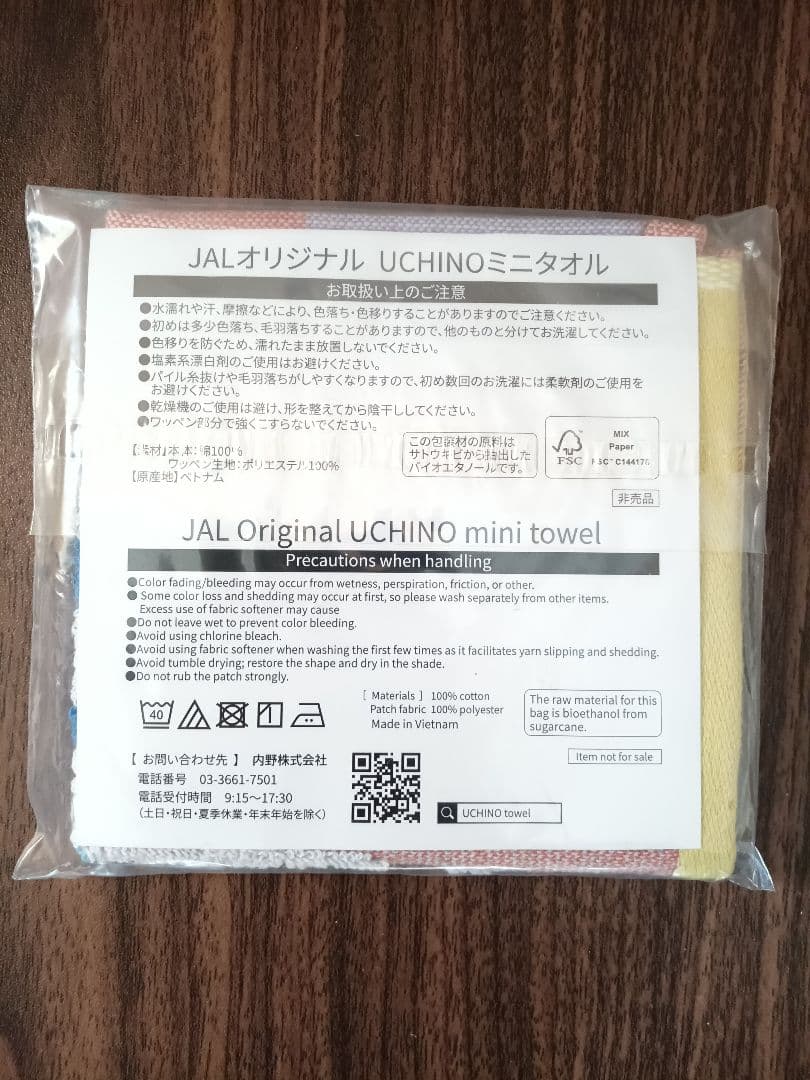 JALオリジナル UCHINOミニタオル
お取扱い上のご注意
●水濡れや汗、摩擦などにより、色落ち・色移りすることがありますのでご注意ください。
●初めは多少色落ち、毛羽落ちすることがありますので、他のものと分けてお洗濯してください。
●色移りを防ぐため、濡れたまま放置しないでください。
●塩素系漂白剤のご使用はお避けください。
●パイル糸抜けや毛羽落ちがしやすくなりますので、初め数回のお洗濯には柔軟剤のご使用を
お避けください。
●乾燥機のご使用は避け、形を整えてから陰干ししてください。
●ワッペン部分で強くこすらないでください。
【素材】本体:綿100%
ワッペン生地:ポリエステル100%
【原産地】ベトナム
この包装材の原料は
サトウキビから抽出した
バイオエタノールです。
FSC
MIX
Paper
FSC™ C144176
非売品
JAL Original UCHINO mini towel
Precautions when handling
●Color fading/bleeding may occur from wetness, perspiration, friction, or other.
● Some color loss and shedding may occur at first, so please wash separately from other items.
Excess use of fabric softener may cause
●Do not leave wet to prevent color bleeding.
●Avoid using chlorine bleach.
●Avoid using fabric softener when washing the first few times as it facilitates yarn slipping and shedding.
●Avoid tumble drying; restore the shape and dry in the shade.
●Do not rub the patch strongly.
40
[ Materials ] 100% cotton
Patch fabric 100% polyester
Made in Vietnam
The raw material for this
bag is bioethanol from
sugarcane.
Item not for sale
【 お問い合わせ先 】 内野株式会社
電話番号 03-3661-7501
電話受付時間 9:15~17:30
(土日・祝日・夏季休業・年末年始を除く)
UCHINO towel